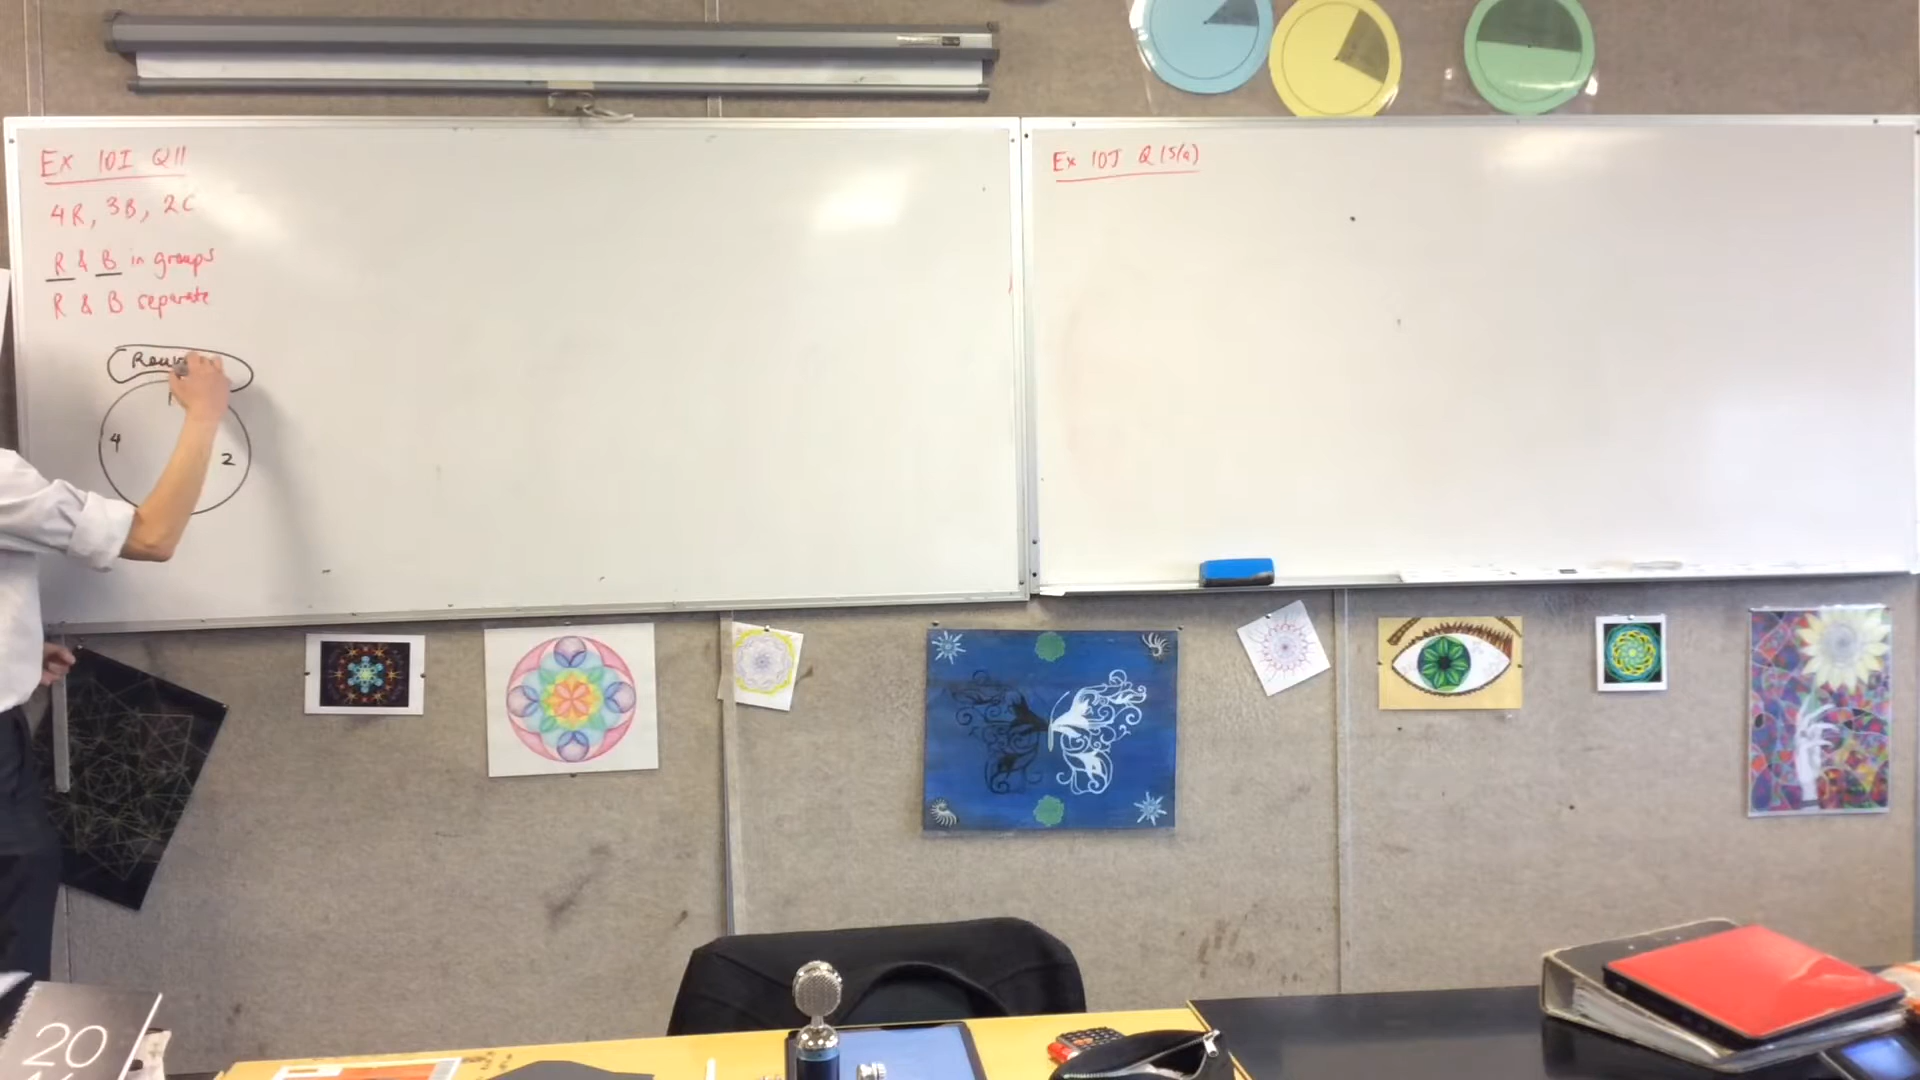 Ex 10I Q11
4R, 3B, 2C
R & B in groups
R & B separate
4
2
Ex 10J Q15(a)
20